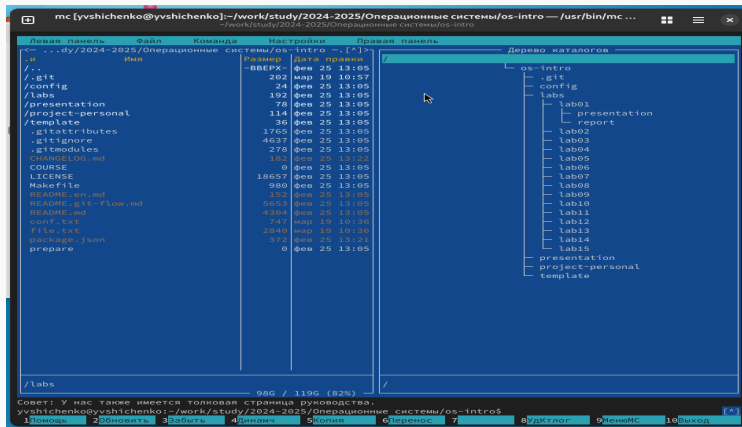 mc [yvshichenko@yvshichenko]:~/work/study/2024-2025/Операционные системы/os-intro — /usr/bin/mc ...
~/work/study/2024-2025/Операционные системы/os-intro
Левая панель Файл Команда Настройки Правая панель
<— ...dy/2024-2025/Операционные системы/os-intro —.[^]>
.и Имя Размер Дата правки
/.. -ВВЕРХ- фев 25 13:05
/.git 202 мар 19 10:57
/config 24 фев 25 13:05
/labs 192 фев 25 13:05
/presentation 78 фев 25 13:05
/project-personal 114 фев 25 13:05
/template 36 фев 25 13:05
.gitattributes 1765 фев 25 13:05
.gitignore 4637 фев 25 13:05
.gitmodules 278 фев 25 13:05
CHANGELOG.md 182 фев 25 13:22
COURSE 0 фев 25 13:05
LICENSE 18657 фев 25 13:05
Makefile 980 фев 25 13:05
README.en.md 152 фев 25 13:05
README.git-flow.md 5653 фев 25 13:05
README.md 4304 фев 25 13:05
conf.txt 747 мар 19 10:36
file.txt 2840 мар 19 10:36
package.json 372 фев 25 13:21
prepare 0 фев 25 13:05
/labs
98G / 119G (82%)
Дерево каталогов
/
os-intro
.git
config
labs
lab01
presentation
report
lab02
lab03
lab04
lab05
lab06
lab07
lab08
lab09
lab10
lab11
lab12
lab13
lab14
lab15
presentation
project-personal
template
/
Совет: У нас также имеется толковая страница руководства.
yvshichenko@yvshichenko:~/work/study/2024-2025/Операционные системы/os-intro$ [^]
1Помощь 2Обновить 3Забыть 4Динамч 5Копия 6Перенос 7 8УдКтлог 9МенюMC 10Выход